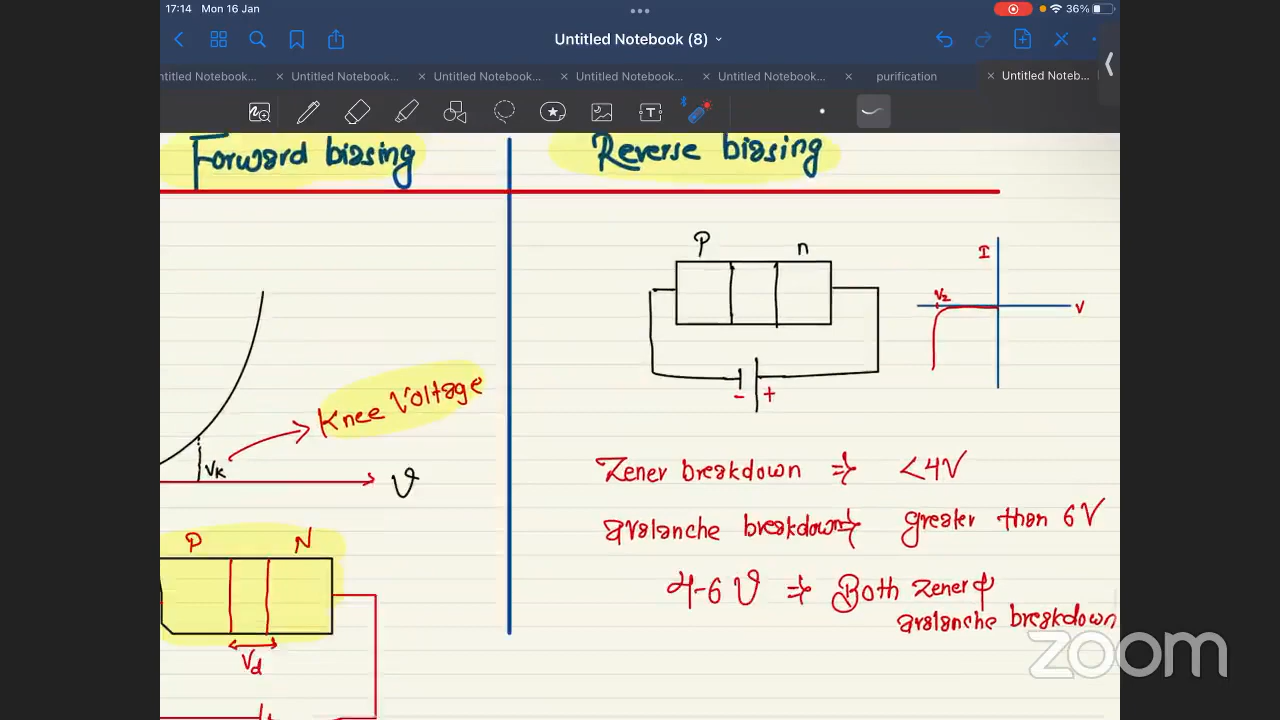 17:14 Mon 16 Jan
36%
Untitled Notebook (8)
ntitled Notebook...
Untitled Notebook...
Untitled Notebook...
Untitled Notebook...
Untitled Notebook...
purification
Untitled Noteb...
Forward biasing
Reverse biasing
P n
I
Vz
V
- +
Knee Voltage
VK
V
Zener breakdown ⇒ <4V
avalanche breakdown⇒ greater than 6V
4-6 V ⇒ Both zener &
avalanche breakdown
P N
Vd
zoom